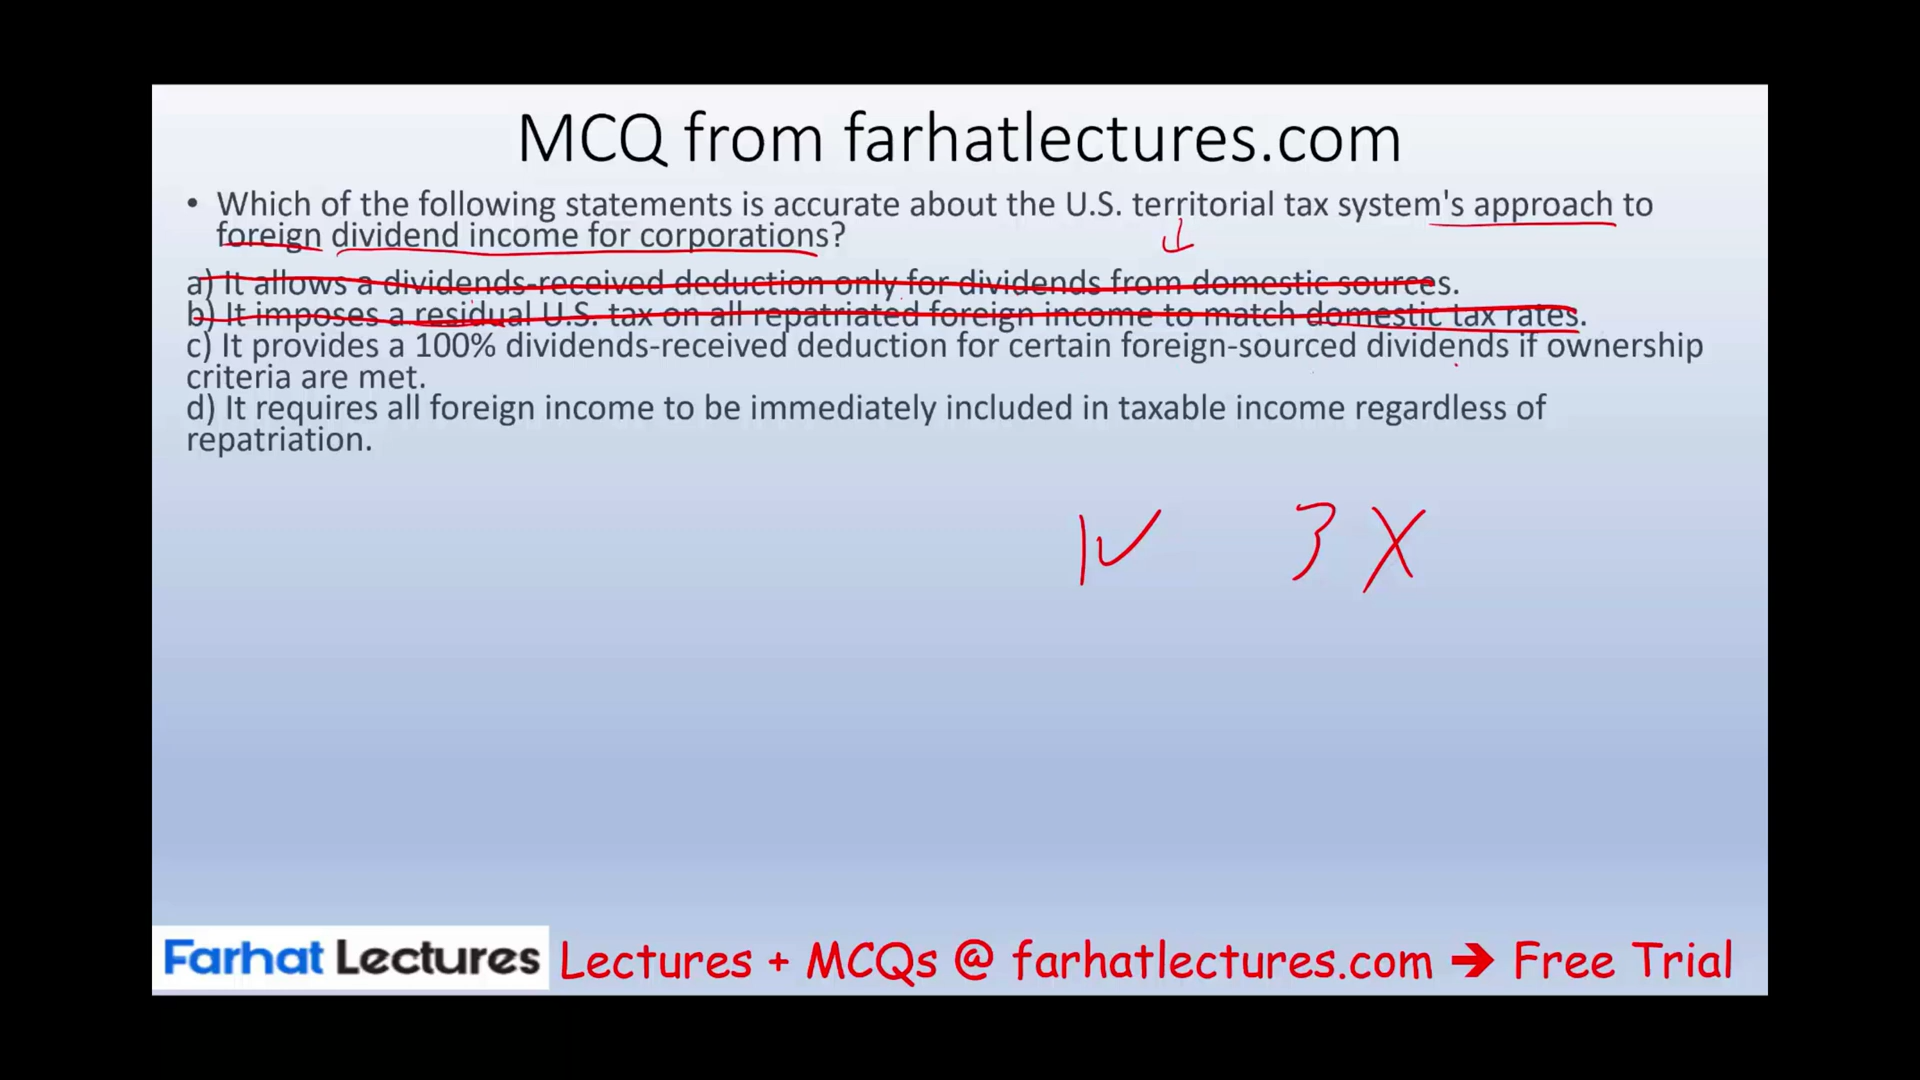 MCQ from farhatlectures.com
• Which of the following statements is accurate about the U.S. territorial tax system's approach to
foreign dividend income for corporations?
a) It allows a dividends-received deduction only for dividends from domestic sources.
b) It imposes a residual U.S. tax on all repatriated foreign income to match domestic tax rates.
c) It provides a 100% dividends-received deduction for certain foreign-sourced dividends if ownership
criteria are met.
d) It requires all foreign income to be immediately included in taxable income regardless of
repatriation.
1✓ 3 X
Farhat Lectures Lectures + MCQs @ farhatlectures.com → Free Trial